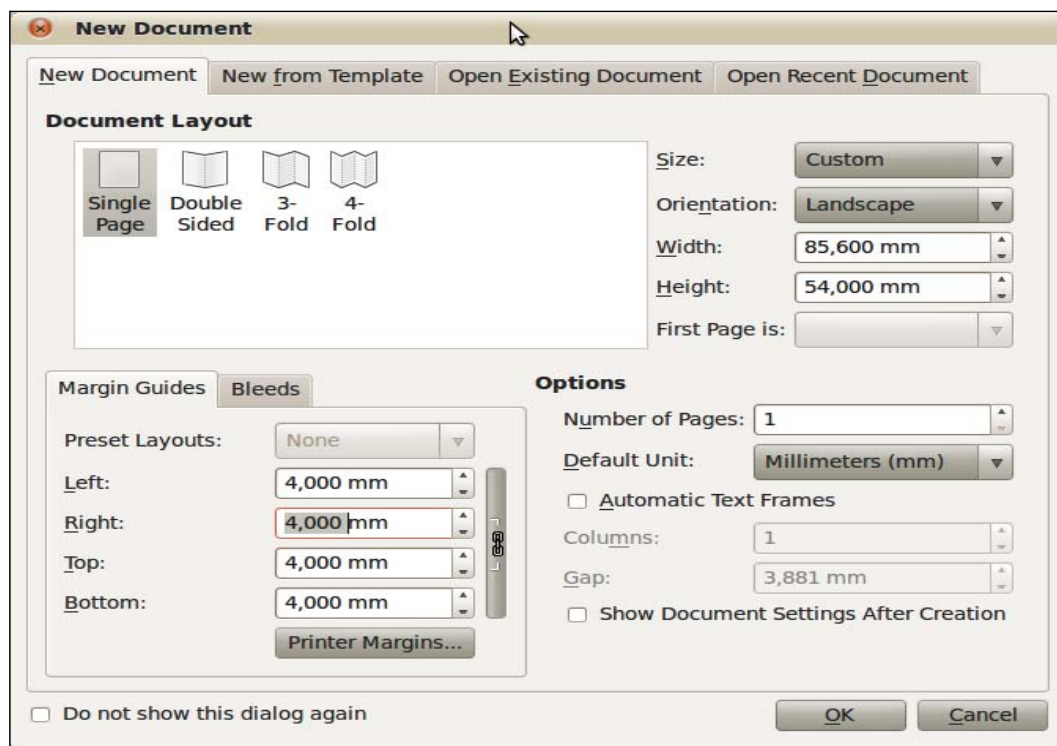 New Document
New Document
New from Template
Open Existing Document
Open Recent Document
Document Layout
Single
Page
Double
Sided
3-
Fold
4-
Fold
Size:
Custom
Orientation:
Landscape
Width:
85,600 mm
Height:
54,000 mm
First Page is:
Margin Guides
Bleeds
Preset Layouts:
None
Left:
4,000 mm
Right:
4,000 mm
Top:
4,000 mm
Bottom:
4,000 mm
Printer Margins...
Options
Number of Pages:
1
Default Unit:
Millimeters (mm)
Automatic Text Frames
Columns:
1
Gap:
3,881 mm
Show Document Settings After Creation
Do not show this dialog again
OK
Cancel